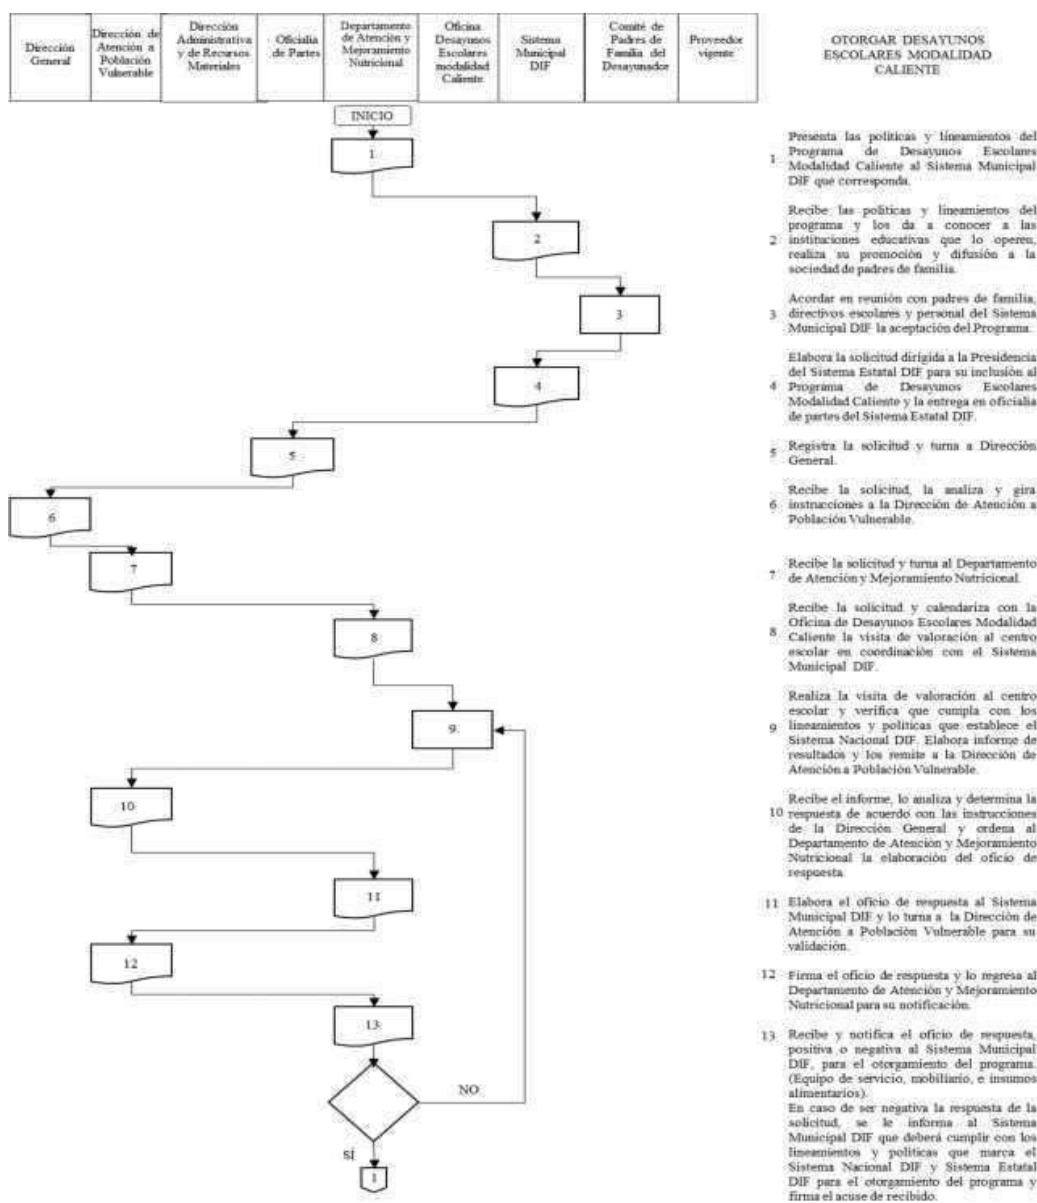 Dirección
General
Dirección de
Atención a
Población
Vulnerable
Dirección
Administrativa
y de Recursos
Materiales
Oficialia
de Partes
Departamento
de Atención y
Mejoramiento
Nutricional
Oficina
Desayunos
Escolares
modalidad
Caliente
Sistema
Municipal
DIF
Comité de
Padres de
Familia del
Desayunador
Proveedor
vigente
OTORGAR DESAYUNOS
ESCOLARES MODALIDAD
CALIENTE
INICIO
1
2
3
4
5
6
7
8
9
10
11
12
13
NO
SÍ
1
Presenta las políticas y lineamientos del
1 Programa de Desayunos Escolares
Modalidad Caliente al Sistema Municipal
DIF que corresponda.
Recibe las políticas y lineamientos del
programa y los da a conocer a las
2 instituciones educativas que lo operen,
realiza su promoción y difusión a la
sociedad de padres de familia.
Acordar en reunión con padres de familia,
3 directivos escolares y personal del Sistema
Municipal DIF la aceptación del Programa.
Elabora la solicitud dirigida a la Presidencia
del Sistema Estatal DIF para su inclusión al
4 Programa de Desayunos Escolares
Modalidad Caliente y la entrega en oficialia
de partes del Sistema Estatal DIF.
5 Registra la solicitud y turna a Dirección
General.
Recibe la solicitud, la analiza y gira
6 instrucciones a la Dirección de Atención a
Población Vulnerable.
Recibe la solicitud y turna al Departamento
7 de Atención y Mejoramiento Nutricional.
Recibe la solicitud y calendariza con la
Oficina de Desayunos Escolares Modalidad
8 Caliente la visita de valoración al centro
escolar en coordinación con el Sistema
Municipal DIF.
Realiza la visita de valoración al centro
escolar y verifica que cumpla con los
9 lineamientos y políticas que establece el
Sistema Nacional DIF. Elabora informe de
resultados y los remite a la Dirección de
Atención a Población Vulnerable.
Recibe el informe, lo analiza y determina la
10 respuesta de acuerdo con las instrucciones
de la Dirección General y ordena al
Departamento de Atención y Mejoramiento
Nutricional la elaboración del oficio de
respuesta.
11 Elabora el oficio de respuesta al Sistema
Municipal DIF y lo turna a la Dirección de
Atención a Población Vulnerable para su
validación.
12 Firma el oficio de respuesta y lo regresa al
Departamento de Atención y Mejoramiento
Nutricional para su notificación.
13 Recibe y notifica el oficio de respuesta,
positiva o negativa al Sistema Municipal
DIF, para el otorgamiento del programa.
(Equipo de servicio, mobiliario, e insumos
alimentarios).
En caso de ser negativa la respuesta de la
solicitud, se le informa al Sistema
Municipal DIF que deberá cumplir con los
lineamientos y políticas que marca el
Sistema Nacional DIF y Sistema Estatal
DIF para el otorgamiento del programa y
firma el acuse de recibido.